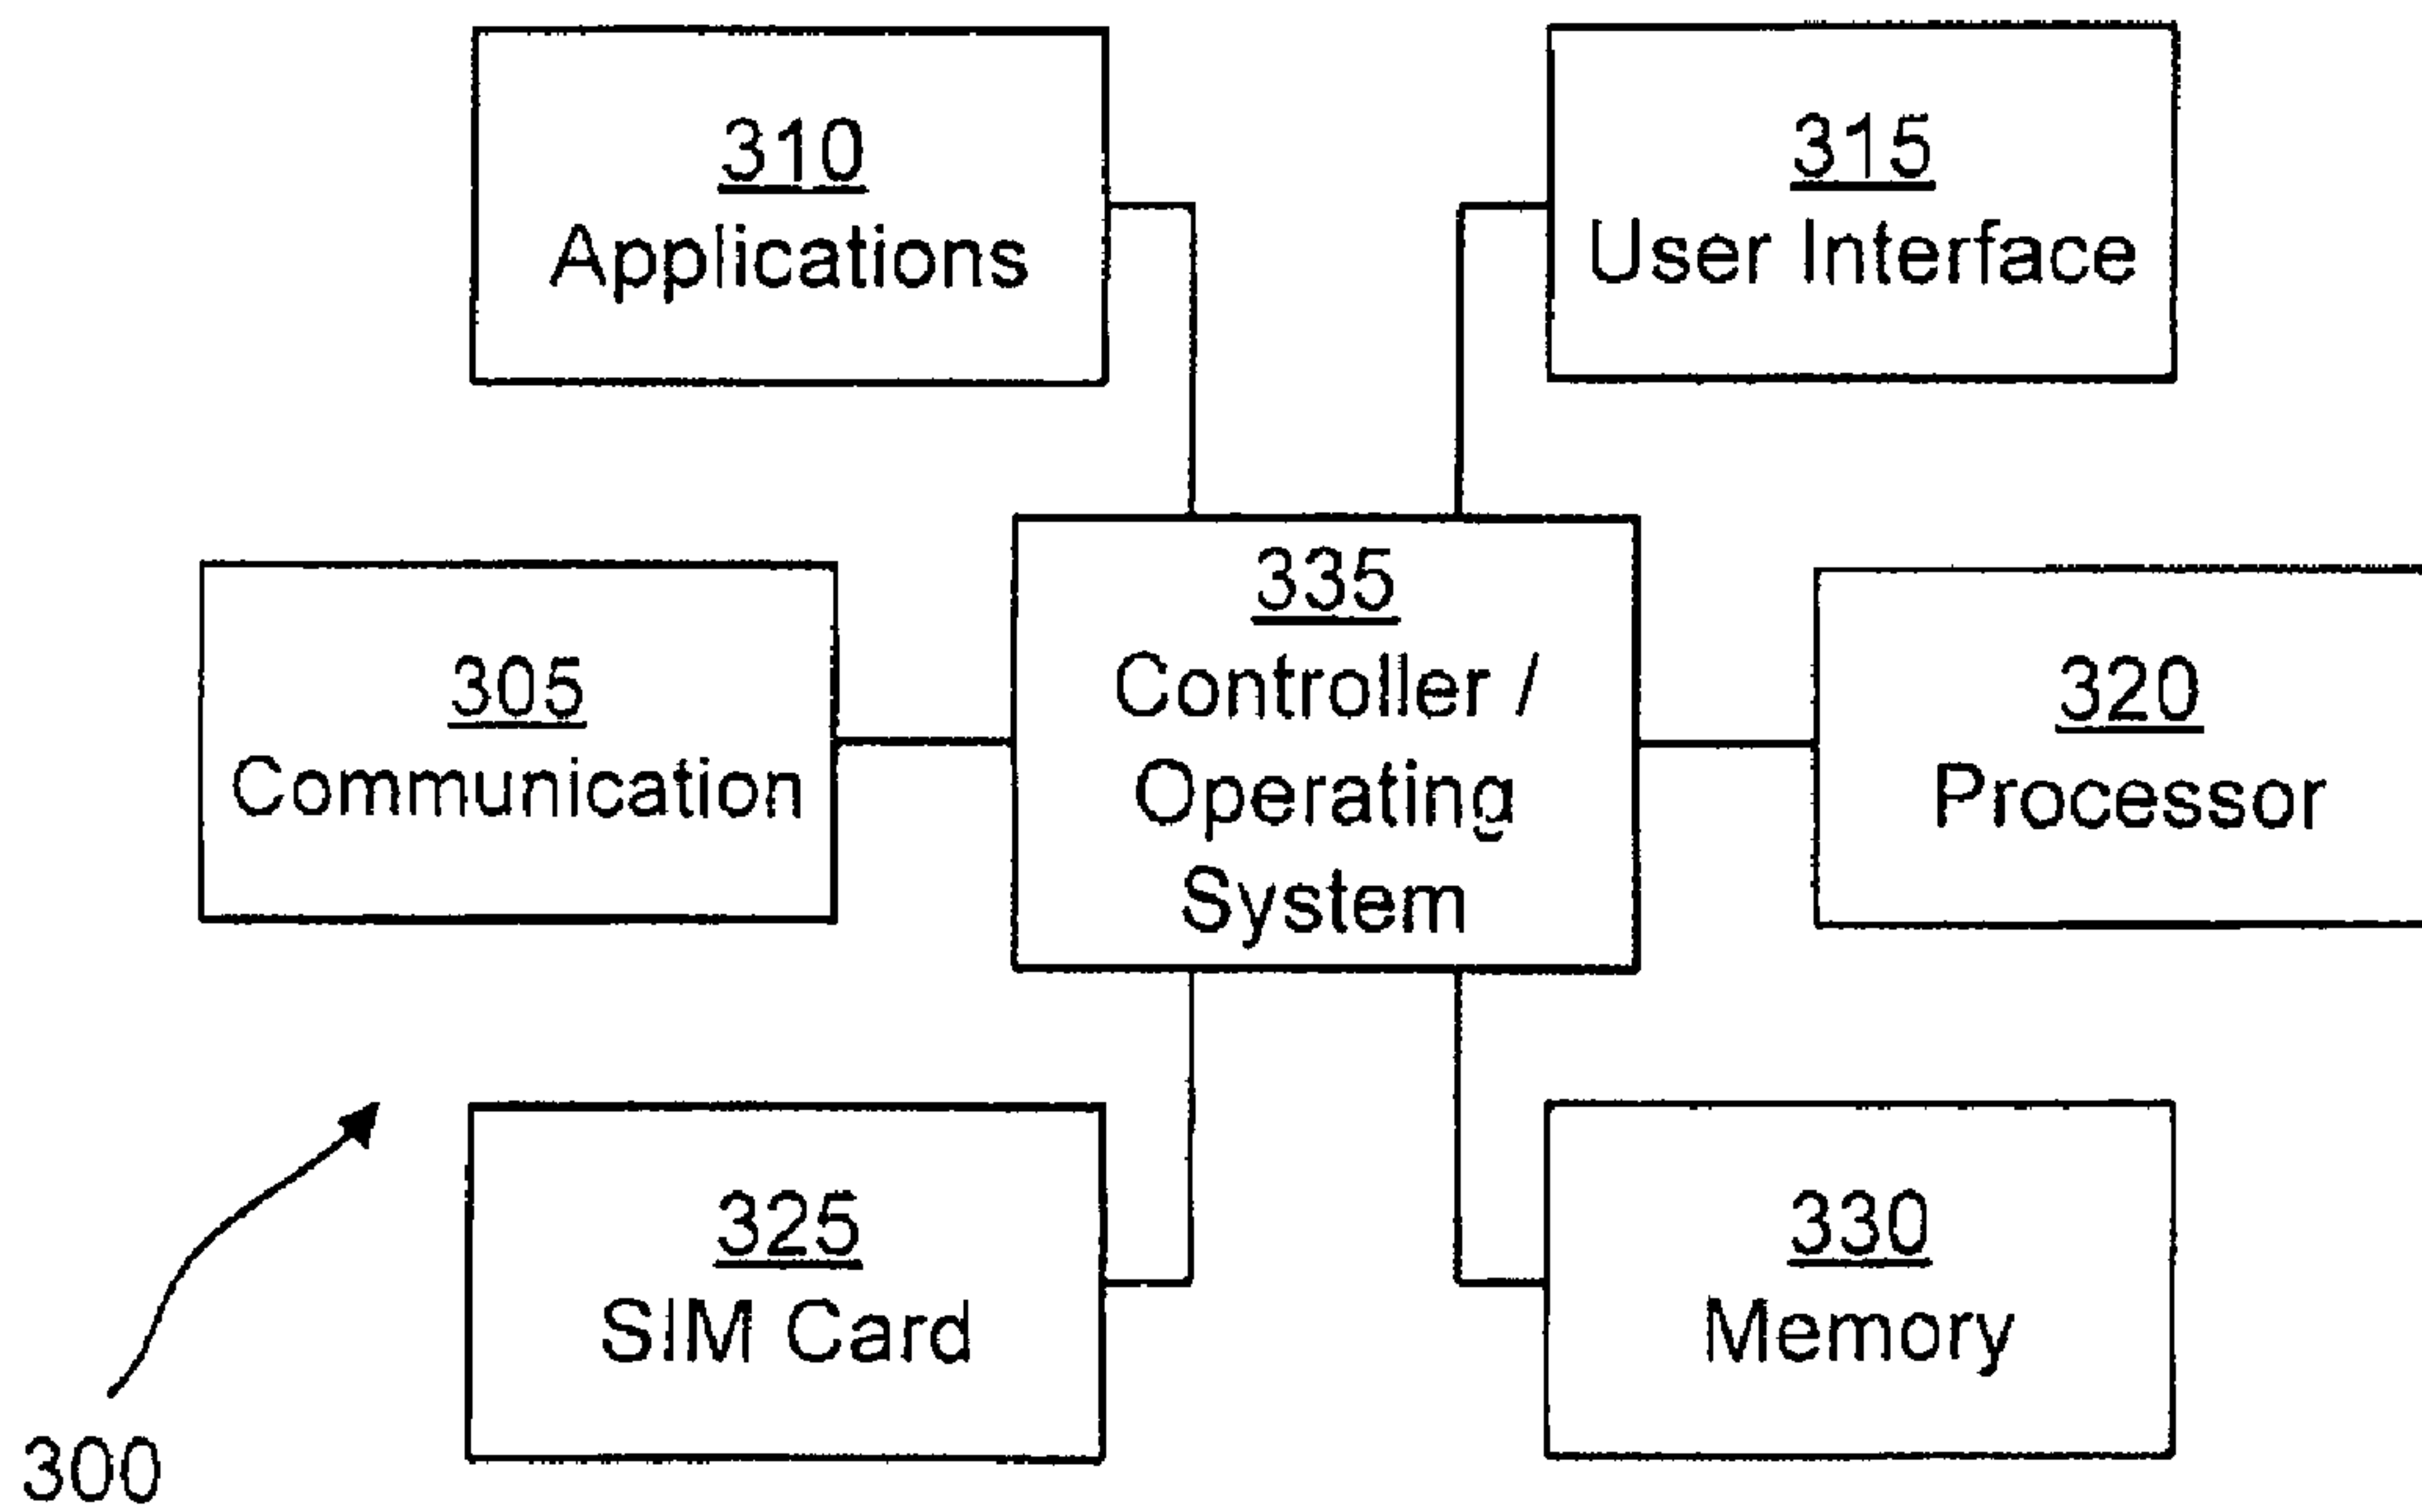 310
Applications
315
User Interface
305
Communication
335
Controller /
Operating
System
320
Processor
325
SIM Card
330
Memory
300